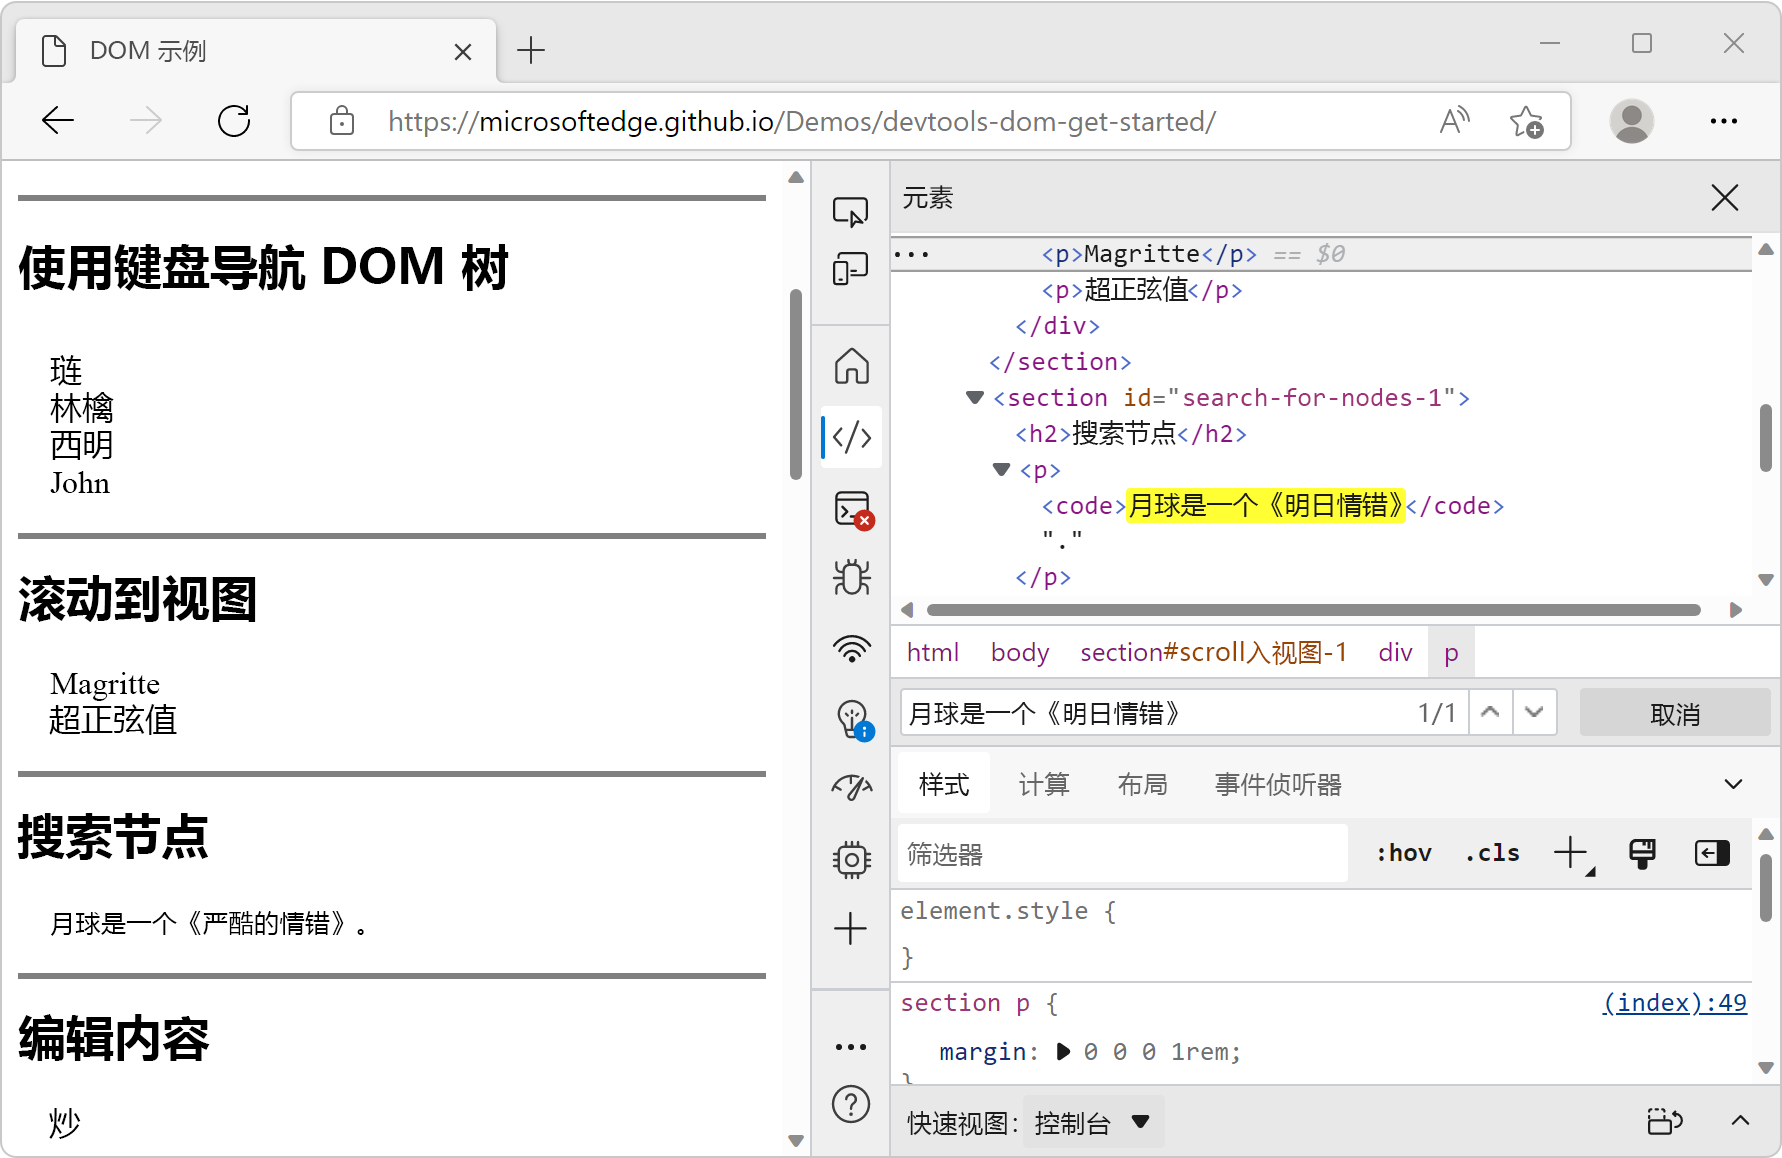 DOM 示例
https://microsoftedge.github.io/Demos/devtools-dom-get-started/
使用键盘导航 DOM 树
琏
林檎
西明
John
滚动到视图
Magritte
超正弦值
搜索节点
月球是一个《严酷的情错》。
编辑内容
炒
元素
<p>Magritte</p> == $0
<p>超正弦值</p>
</div>
</section>
<section id="search-for-nodes-1">
<h2>搜索节点</h2>
<p>
<code>月球是一个《明日情错》</code>
"."
</p>
html body section#scroll入视图-1 div p
月球是一个《明日情错》 1/1 取消
样式 计算 布局 事件侦听器
筛选器 :hov .cls
element.style {
}
section p { (index):49
margin: 0 0 0 1rem;
}
快速视图: 控制台